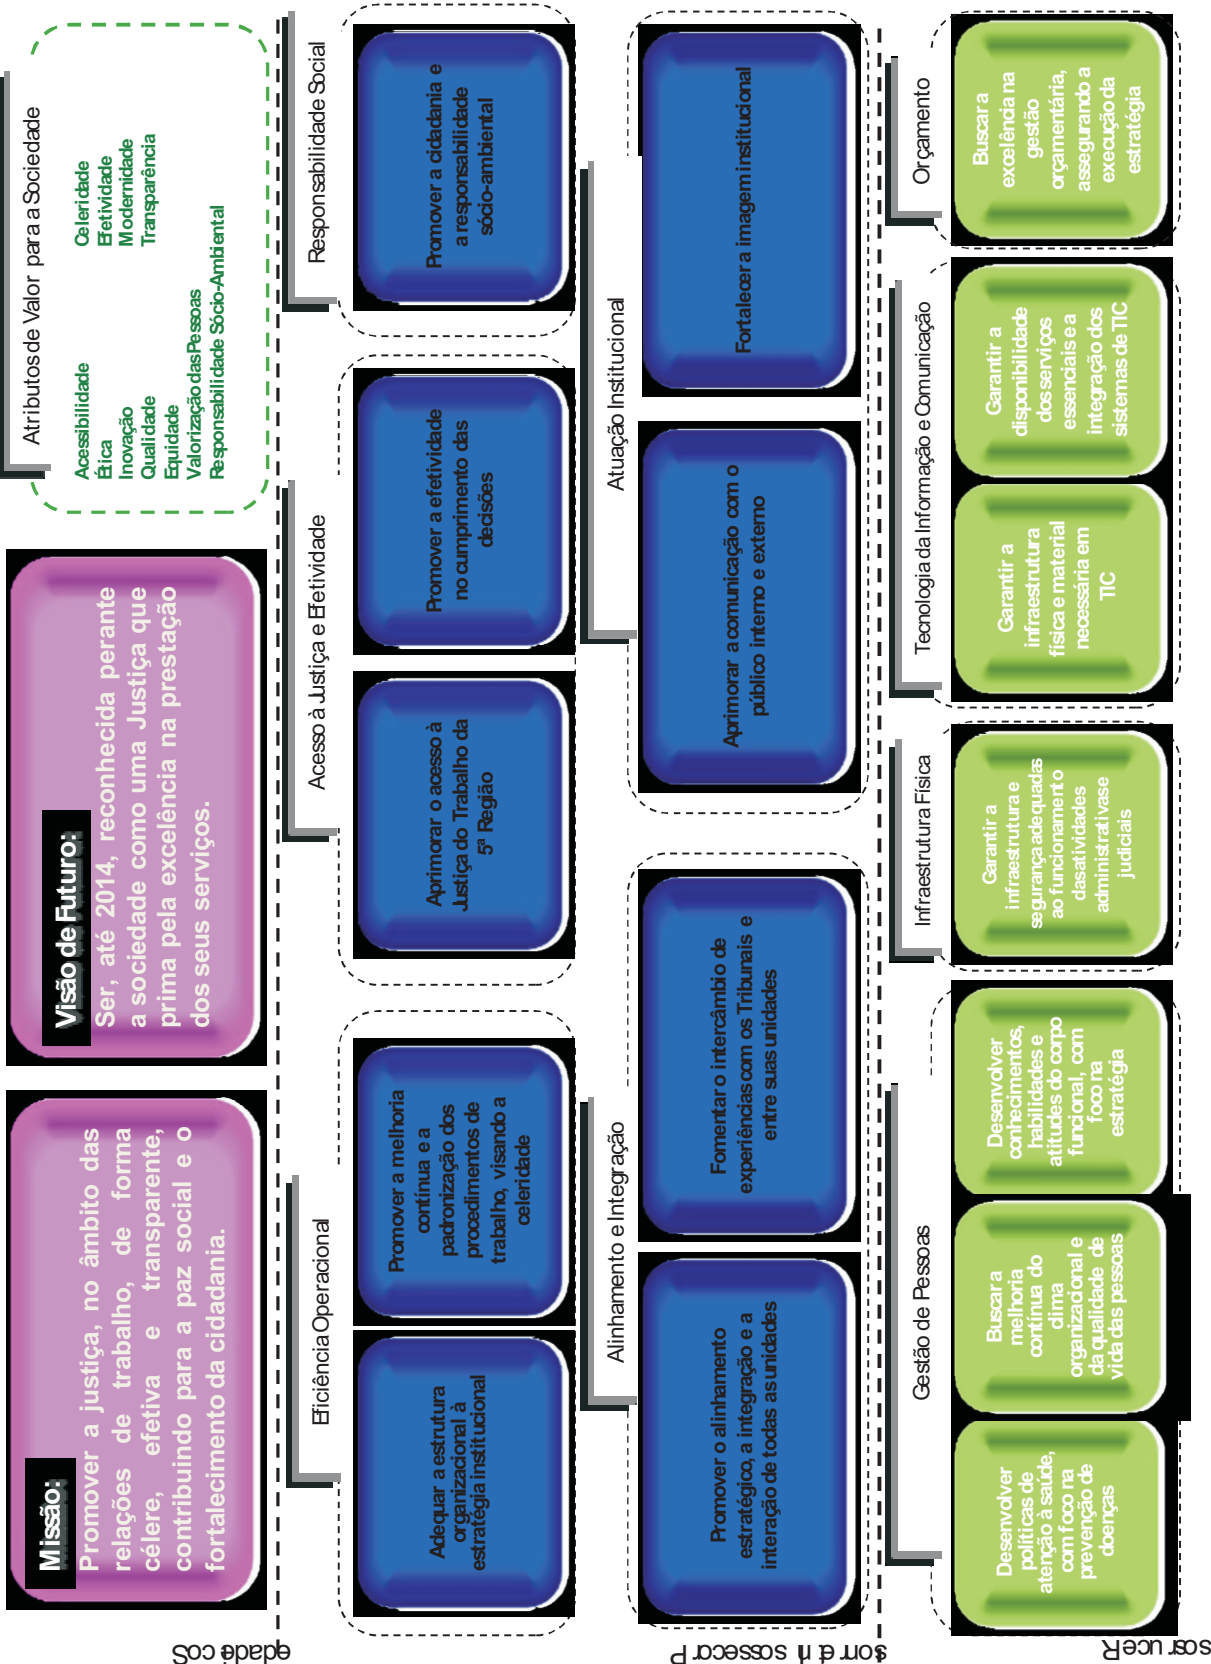 Missão:
Promover a justiça, no âmbito das
relações de trabalho, de forma
célere, efetiva e transparente,
contribuindo para a paz social e o
fortalecimento da cidadania.
Visão de Futuro:
Ser, até 2014, reconhecida perante
a sociedade como uma Justiça que
prima pela excelência na prestação
dos seus serviços.
Atributos de Valor para a Sociedade
Acessibilidade
Ética
Inovação
Qualidade
Equidade
Valorização das Pessoas
Responsabilidade Sócio-Ambiental
Celeridade
Efetividade
Modernidade
Transparência
Sociedade
Eficiência Operacional
Adequar a estrutura
organizacional à
estratégia institucional
Promover a melhoria
contínua e a
padronização dos
procedimentos de
trabalho, visando a
celeridade
Acesso à Justiça e Efetividade
Aprimorar o acesso à
Justiça do Trabalho da
5ª Região
Promover a efetividade
no cumprimento das
decisões
Responsabilidade Social
Promover a cidadania e
a responsabilidade
sócio-ambiental
Alinhamento e Integração
Promover o alinhamento
estratégico, a integração e a
interação de todas as unidades
Fomentar o intercâmbio de
experiências com os Tribunais e
entre suas unidades
Atuação Institucional
Aprimorar a comunicação com o
público interno e externo
Fortalecer a imagem institucional
Processos Internos
Gestão de Pessoas
Desenvolver
políticas de
atenção à saúde,
com foco na
prevenção de
doenças
Buscar a
melhoria
contínua do
clima
organizacional e
da qualidade de
vida das pessoas
Desenvolver
conhecimentos,
habilidades e
atitudes do corpo
funcional, com
foco na
estratégia
Infraestrutura Física
Garantir a
infraestrutura e
segurança adequadas
ao funcionamento
das atividades
administrativas e
judiciais
Tecnologia da Informação e Comunicação
Garantir a
infraestrutura
física e material
necessária em
TIC
Garantir a
disponibilidade
dos serviços
essenciais e a
integração dos
sistemas de TIC
Orçamento
Buscar a
excelência na
gestão
orçamentária,
assegurando a
execução da
estratégia
Recursos